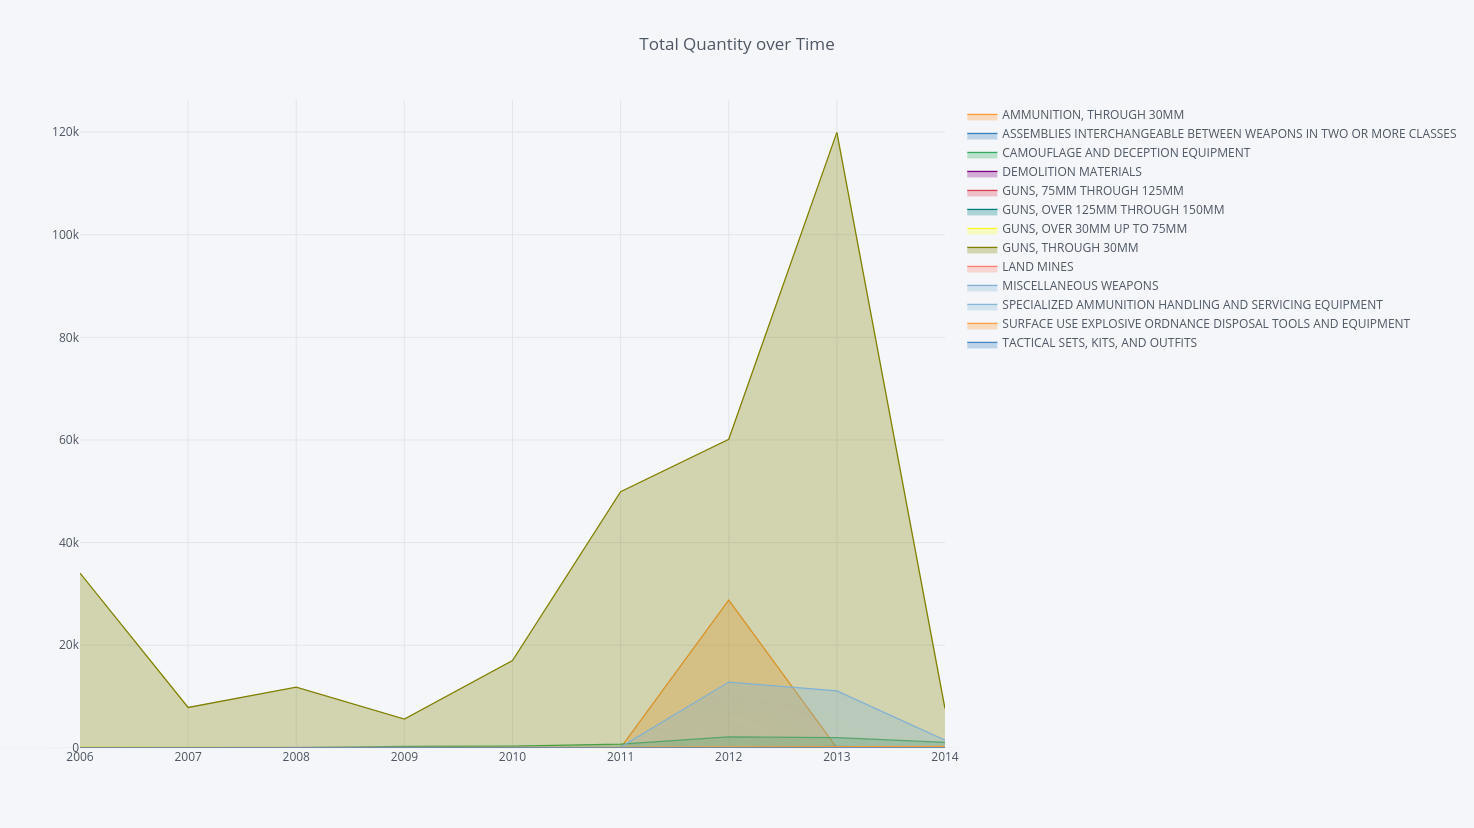 Total Quantity over Time
120k
100k
80k
60k
40k
20k
0
2006 2007 2008 2009 2010 2011 2012 2013 2014
AMMUNITION, THROUGH 30MM
ASSEMBLIES INTERCHANGEABLE BETWEEN WEAPONS IN TWO OR MORE CLASSES
CAMOUFLAGE AND DECEPTION EQUIPMENT
DEMOLITION MATERIALS
GUNS, 75MM THROUGH 125MM
GUNS, OVER 125MM THROUGH 150MM
GUNS, OVER 30MM UP TO 75MM
GUNS, THROUGH 30MM
LAND MINES
MISCELLANEOUS WEAPONS
SPECIALIZED AMMUNITION HANDLING AND SERVICING EQUIPMENT
SURFACE USE EXPLOSIVE ORDNANCE DISPOSAL TOOLS AND EQUIPMENT
TACTICAL SETS, KITS, AND OUTFITS